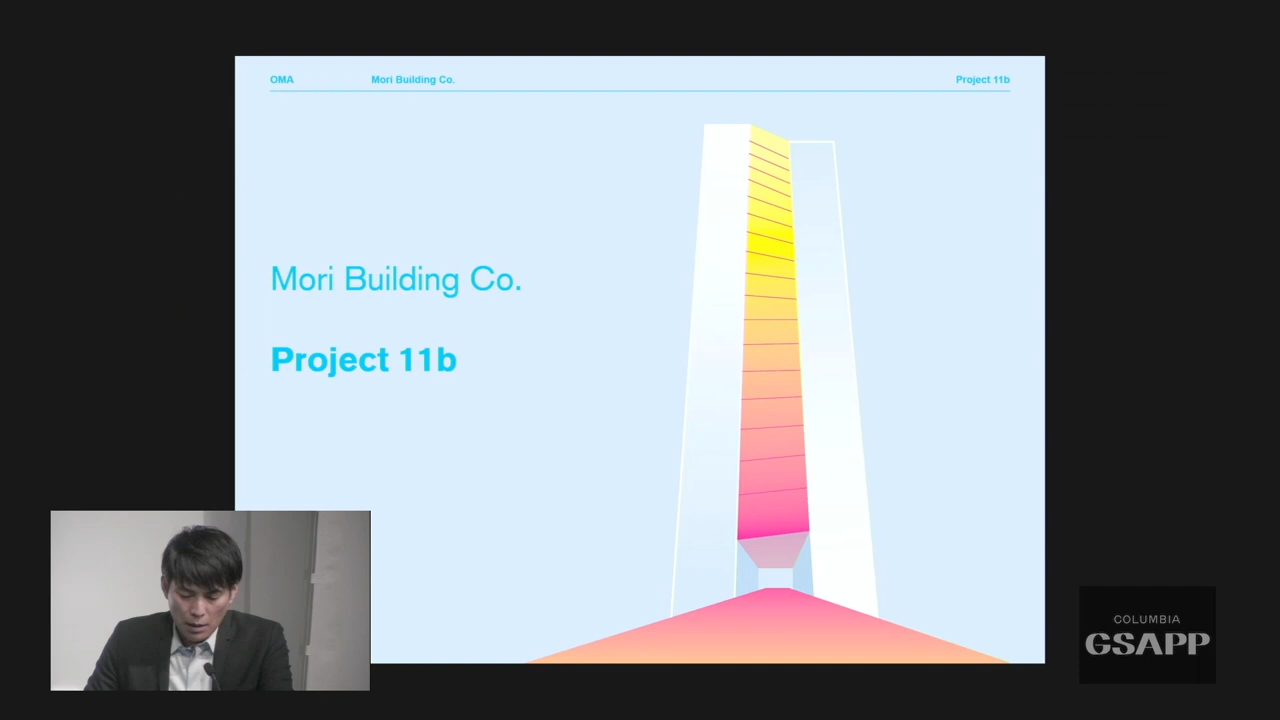 OMA Mori Building Co. Project 11b
Mori Building Co.
Project 11b
COLUMBIA
GSAPP